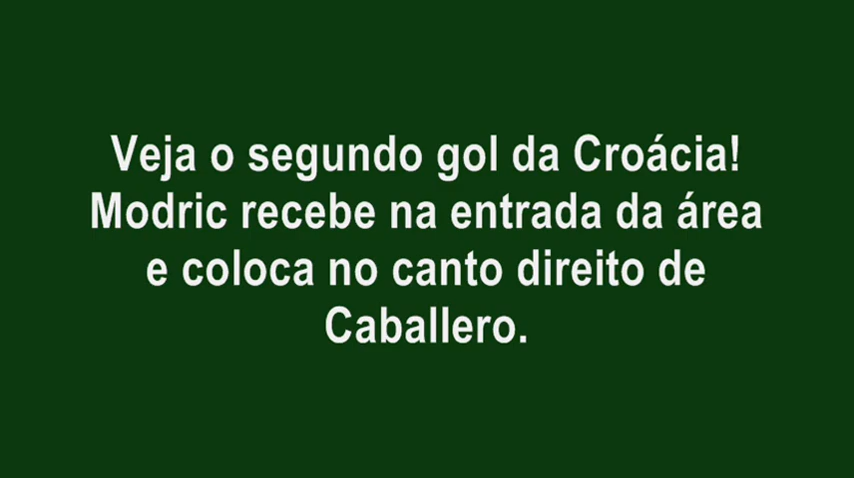 Veja o segundo gol da Croácia!
Modric recebe na entrada da área
e coloca no canto direito de
Caballero.